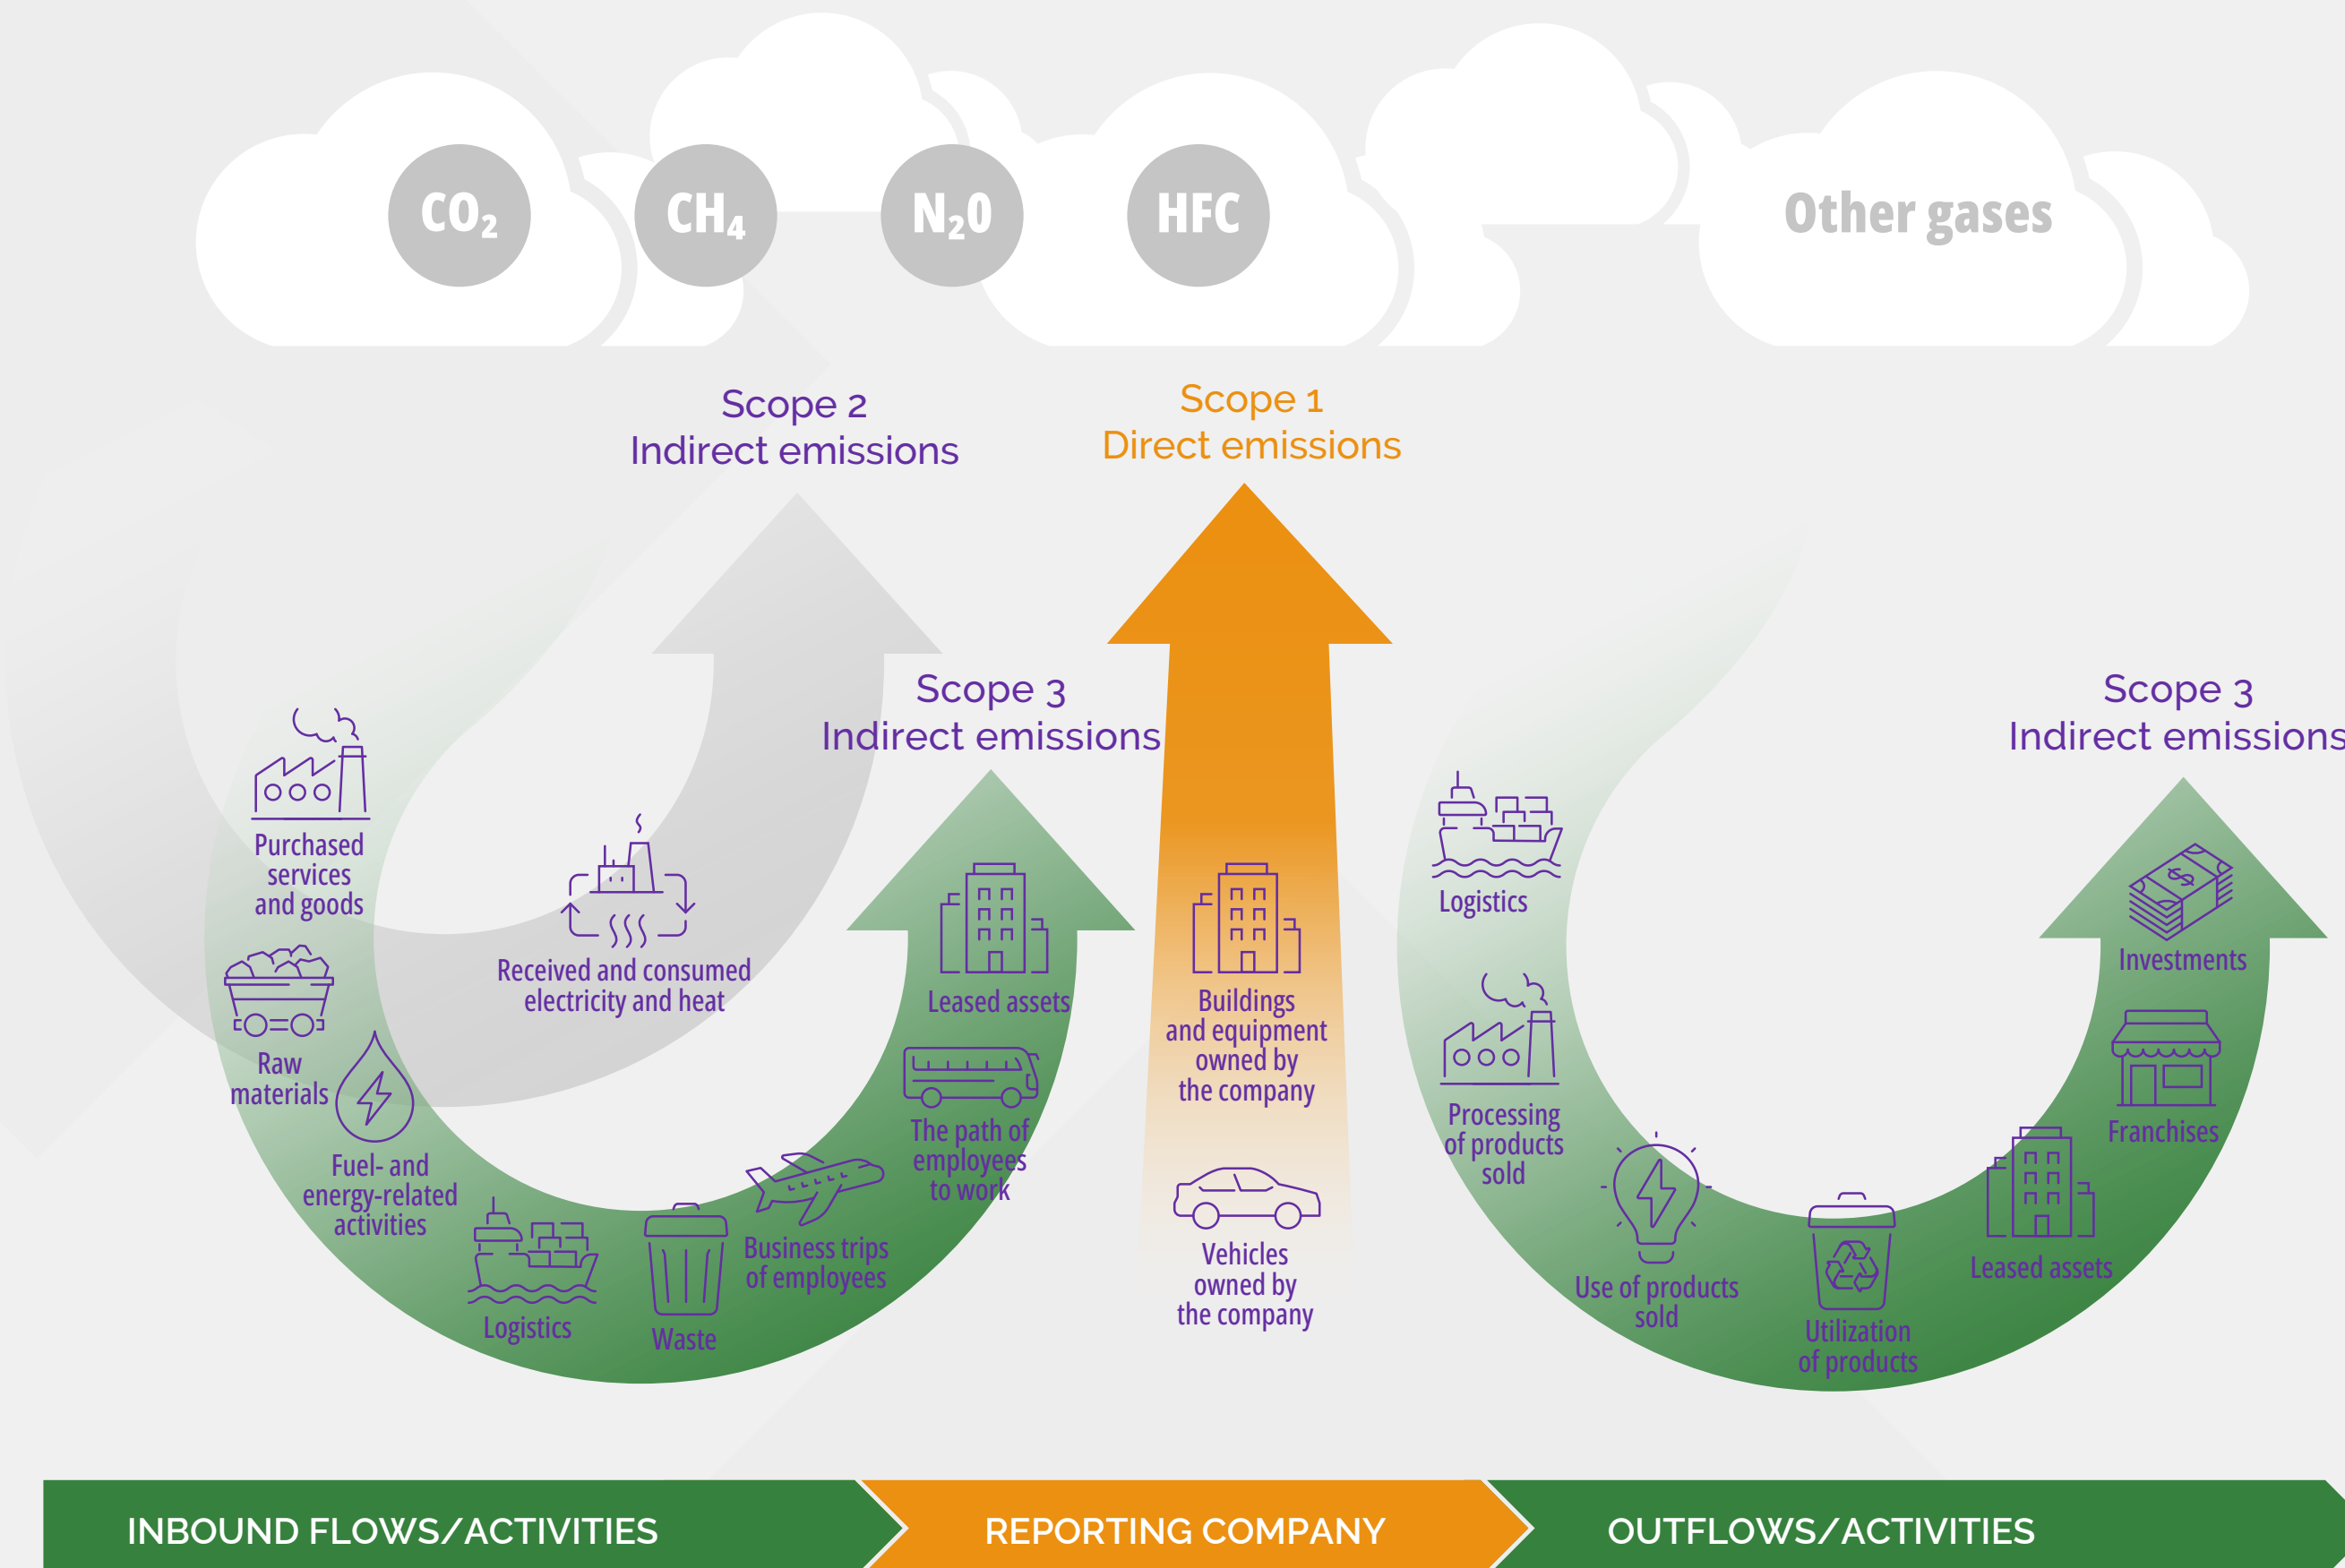 CO₂
CH₄
N₂0
HFC
Other gases
Scope 2
Indirect emissions
Scope 1
Direct emissions
Scope 3
Indirect emissions
Scope 3
Indirect emissions
Purchased
services
and goods
Raw
materials
Fuel- and
energy-related
activities
Logistics
Waste
Business trips
of employees
The path of
employees
to work
Leased assets
Received and consumed
electricity and heat
Buildings
and equipment
owned by
the company
Vehicles
owned by
the company
Logistics
Processing
of products
sold
Use of products
sold
Utilization
of products
Leased assets
Franchises
Investments
INBOUND FLOWS/ACTIVITIES
REPORTING COMPANY
OUTFLOWS/ACTIVITIES